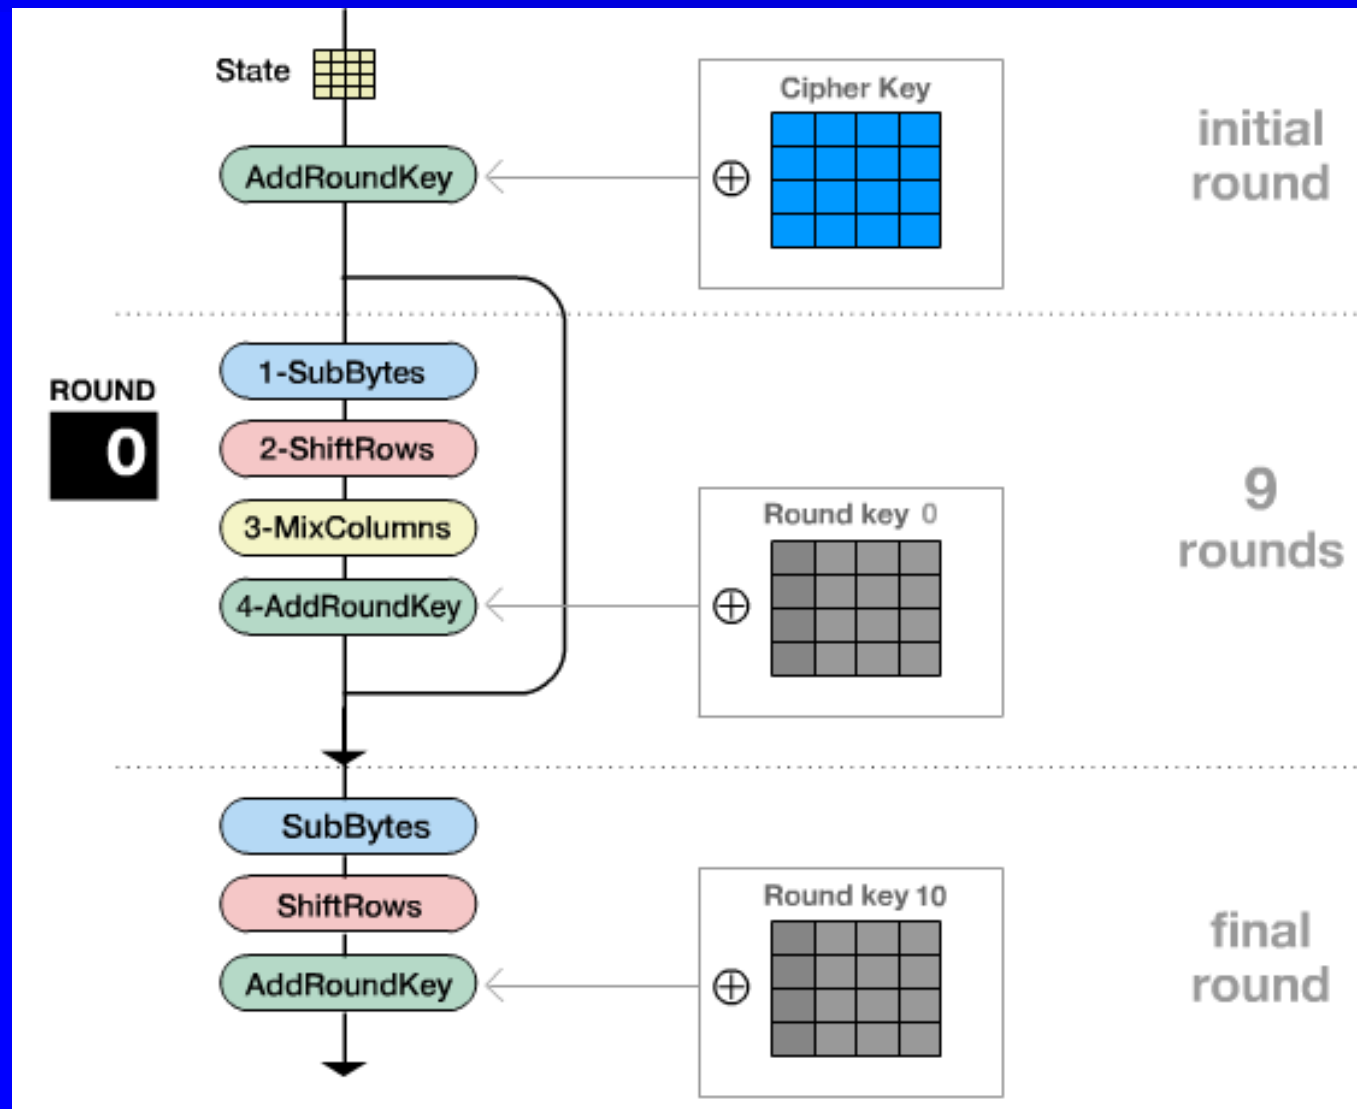 State
Cipher Key
initial
round
AddRoundKey
1-SubBytes
ROUND
0
2-ShiftRows
3-MixColumns
4-AddRoundKey
Round key 0
9
rounds
SubBytes
ShiftRows
AddRoundKey
Round key 10
final
round